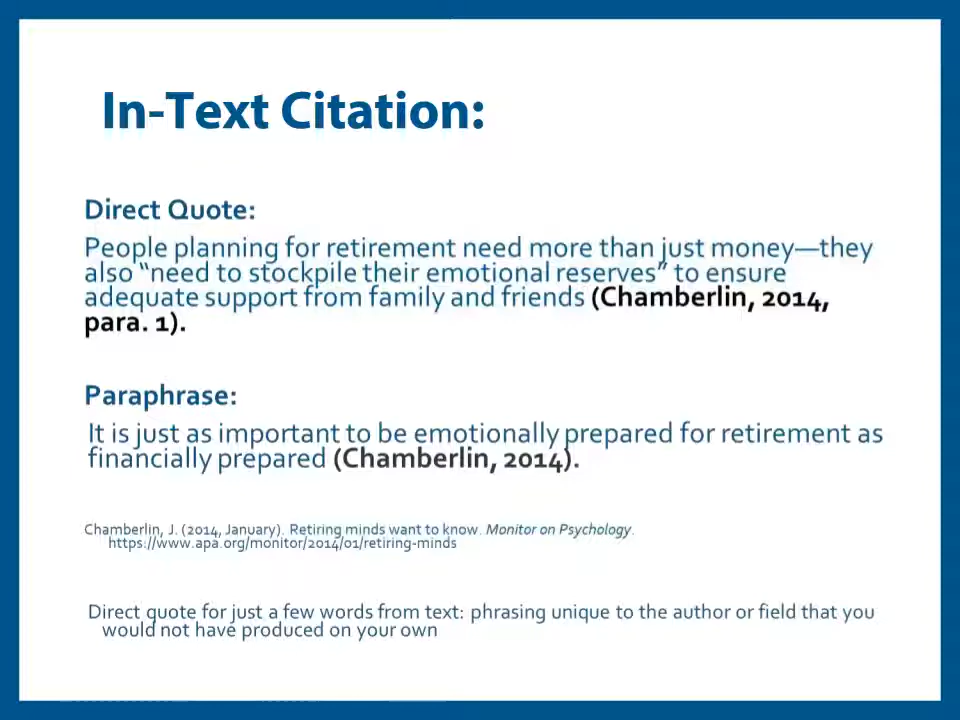 In-Text Citation:
Direct Quote:
People planning for retirement need more than just money—they
also “need to stockpile their emotional reserves” to ensure
adequate support from family and friends (Chamberlin, 2014,
para. 1).
Paraphrase:
It is just as important to be emotionally prepared for retirement as
financially prepared (Chamberlin, 2014).
Chamberlin, J. (2014, January). Retiring minds want to know. Monitor on Psychology.
https://www.apa.org/monitor/2014/01/retiring-minds
Direct quote for just a few words from text: phrasing unique to the author or field that you
would not have produced on your own